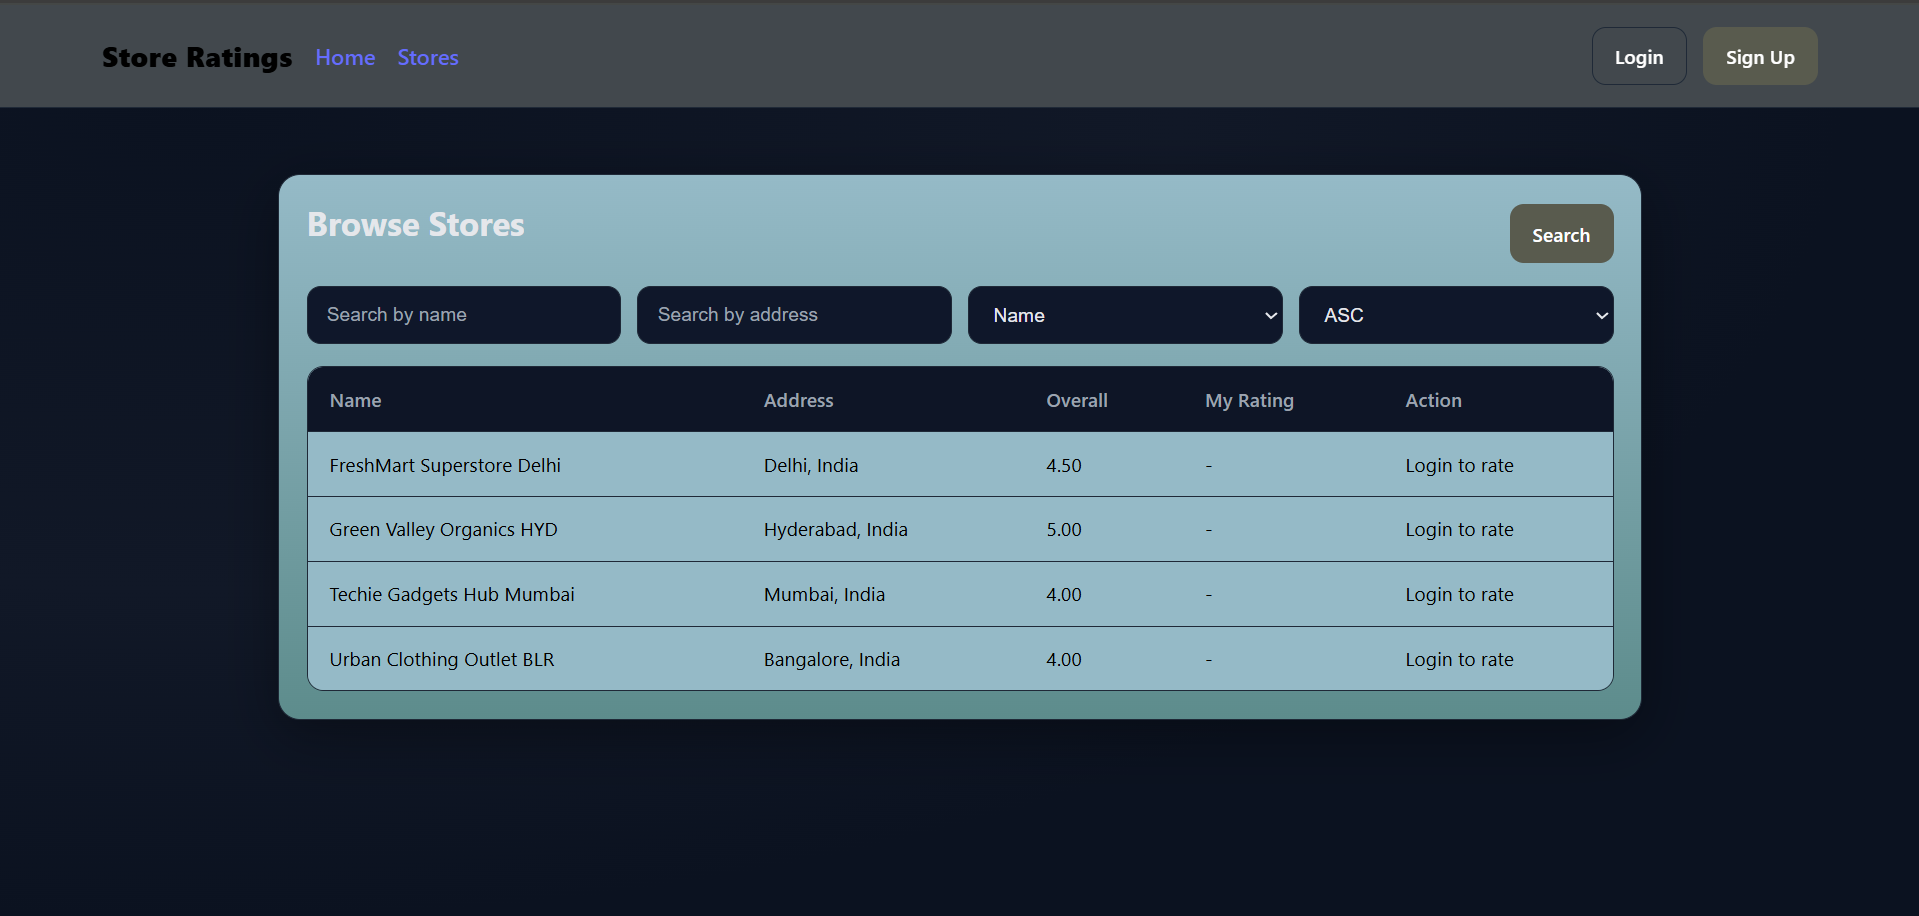 Store Ratings Home Stores Login Sign Up
Browse Stores Search
Search by name Search by address Name ASC
Name Address Overall My Rating Action
FreshMart Superstore Delhi Delhi, India 4.50 - Login to rate
Green Valley Organics HYD Hyderabad, India 5.00 - Login to rate
Techie Gadgets Hub Mumbai Mumbai, India 4.00 - Login to rate
Urban Clothing Outlet BLR Bangalore, India 4.00 - Login to rate